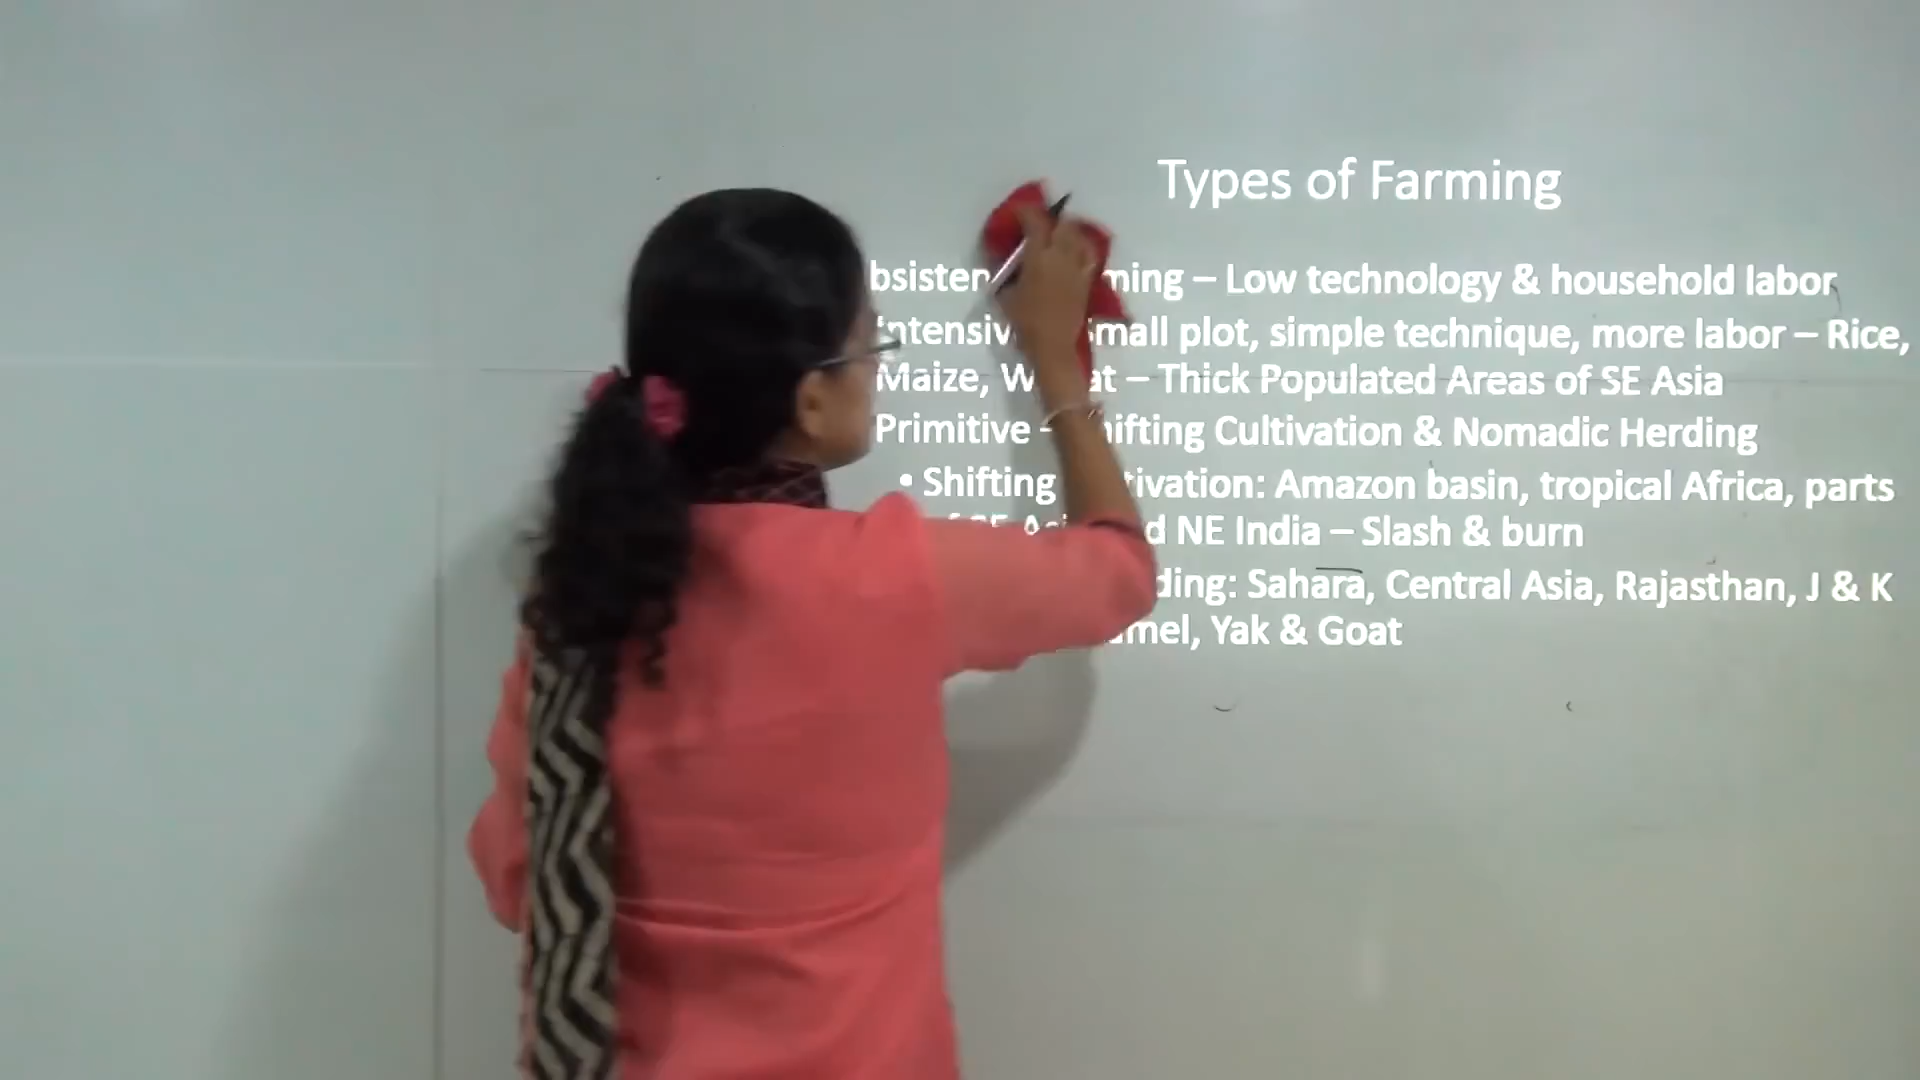 Types of Farming
ming – Low technology & household labor
mall plot, simple technique, more labor – Rice,
Maize, at – Thick Populated Areas of SE Asia
Primitive - ifting Cultivation & Nomadic Herding
• Shifting tivation: Amazon basin, tropical Africa, parts
d NE India – Slash & burn
ding: Sahara, Central Asia, Rajasthan, J & K
mel, Yak & Goat